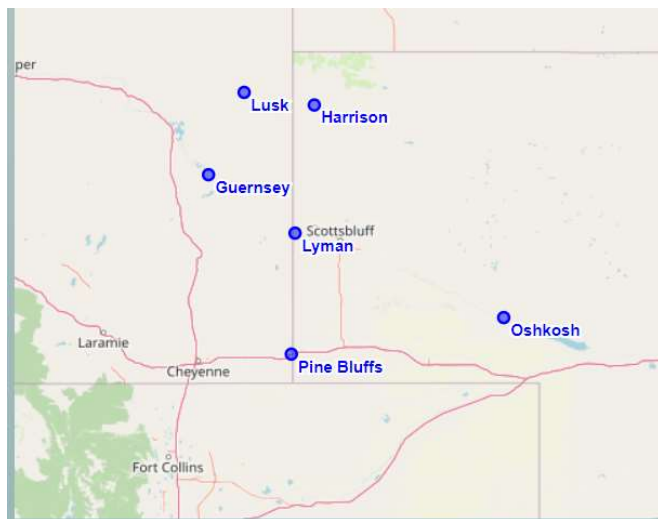 per
Lusk
Harrison
Guernsey
Scottsbluff
Lyman
Oshkosh
Laramie
Pine Bluffs
Cheyenne
Fort Collins